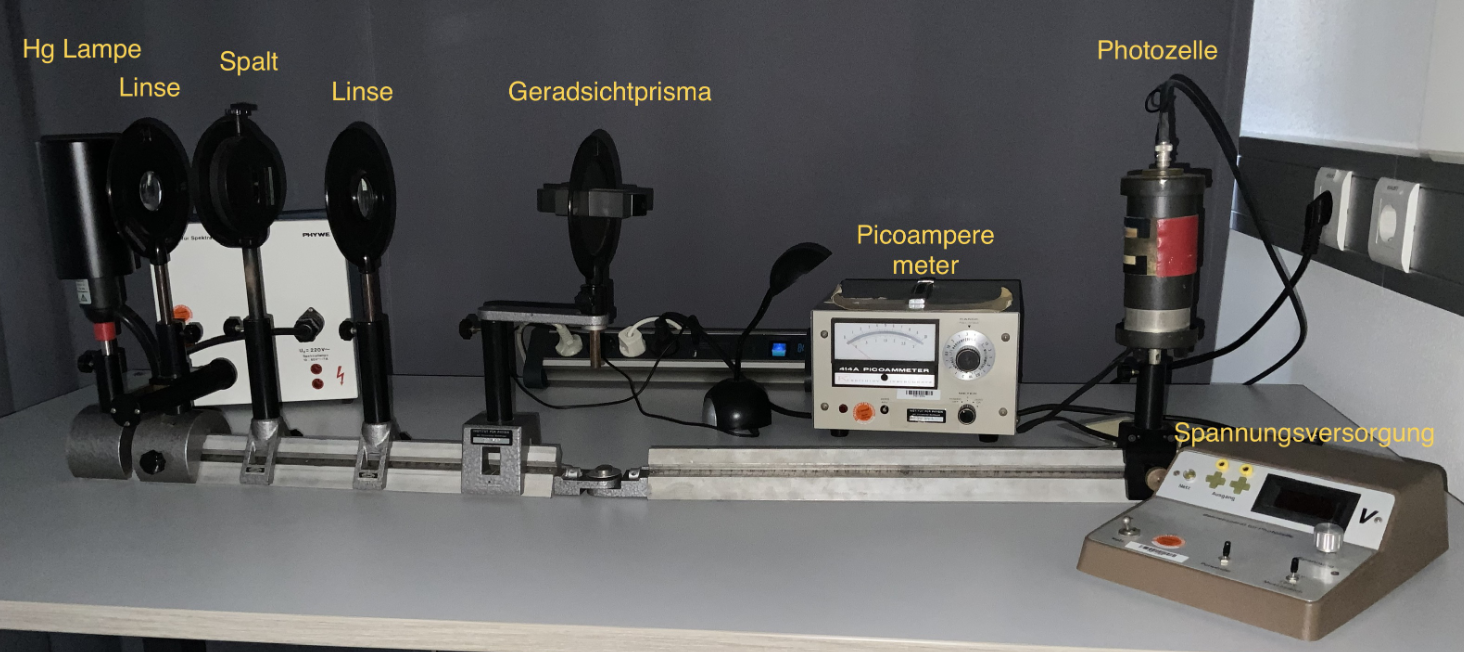 Hg Lampe
Linse
Spalt
Linse
Geradsichtprisma
Photozelle
Picoampere
meter
Spannungsversorgung
PHYWE
414A PICOAMMETER
Ausgang
V